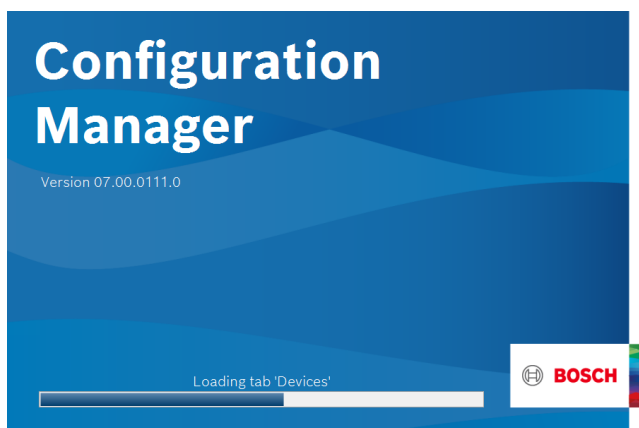 Configuration
Manager
Version 07.00.0111.0
Loading tab 'Devices'
BOSCH